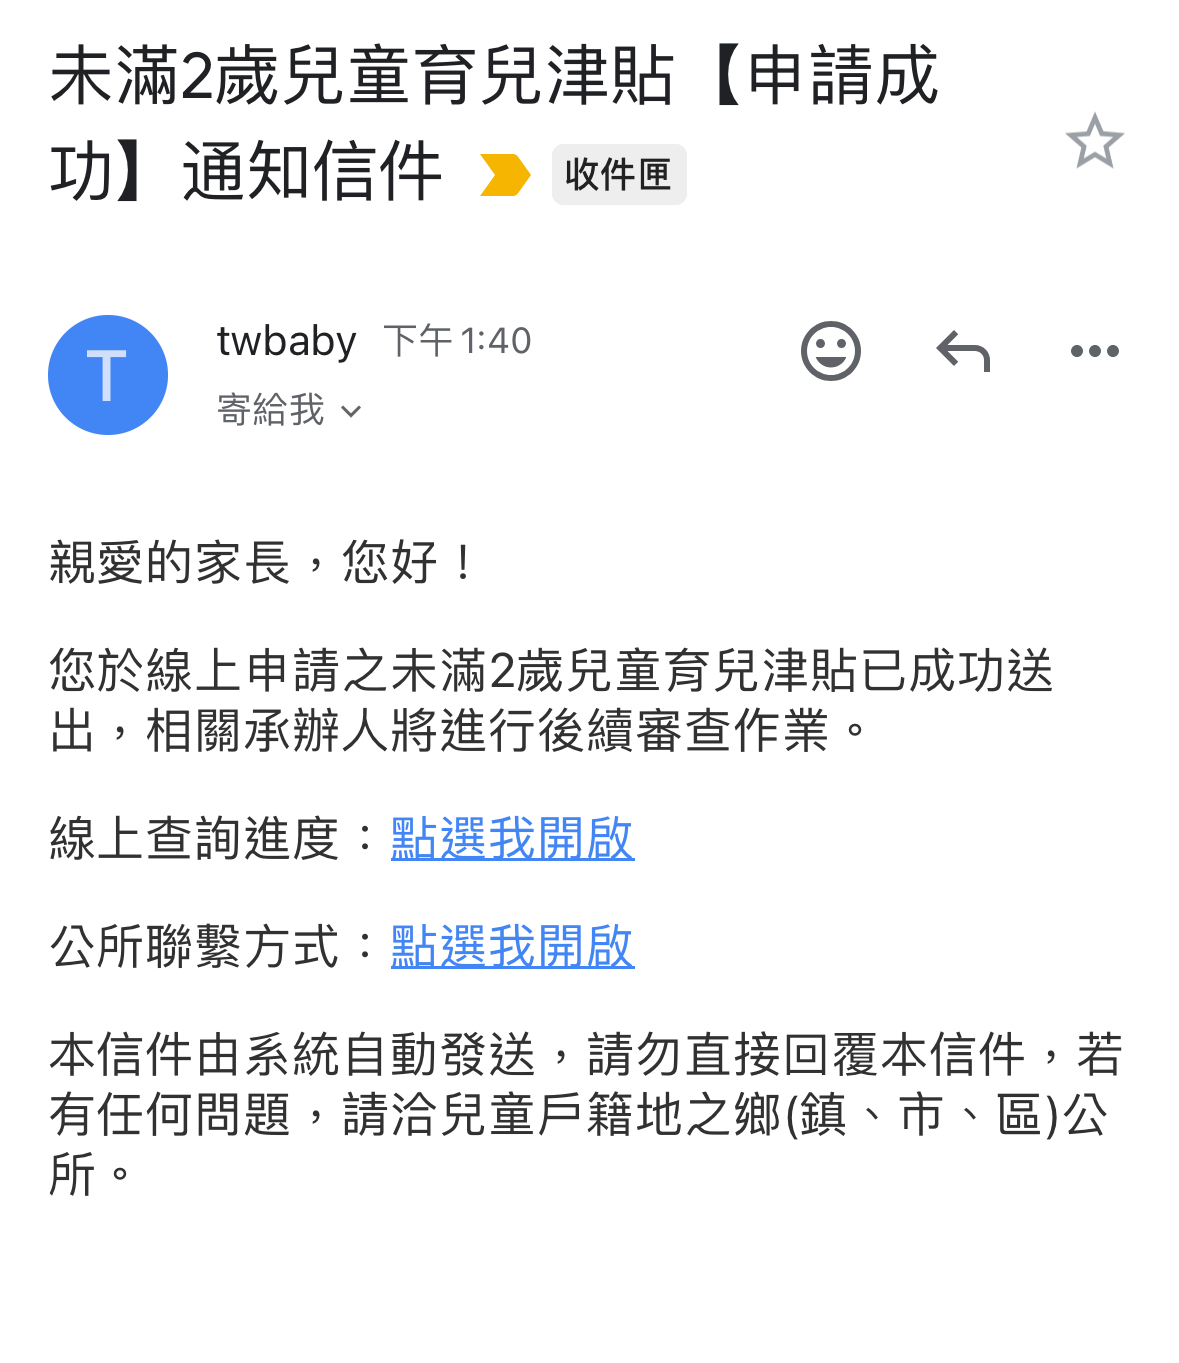 未滿2歲兒童育兒津貼【申請成
功】通知信件 收件匣
T
twbaby 下午 1:40
寄給我
親愛的家長，您好！
您於線上申請之未滿2歲兒童育兒津貼已成功送
出，相關承辦人將進行後續審查作業。
線上查詢進度：點選我開啟
公所聯繫方式：點選我開啟
本信件由系統自動發送，請勿直接回覆本信件，若
有任何問題，請洽兒童戶籍地之鄉(鎮、市、區)公
所。